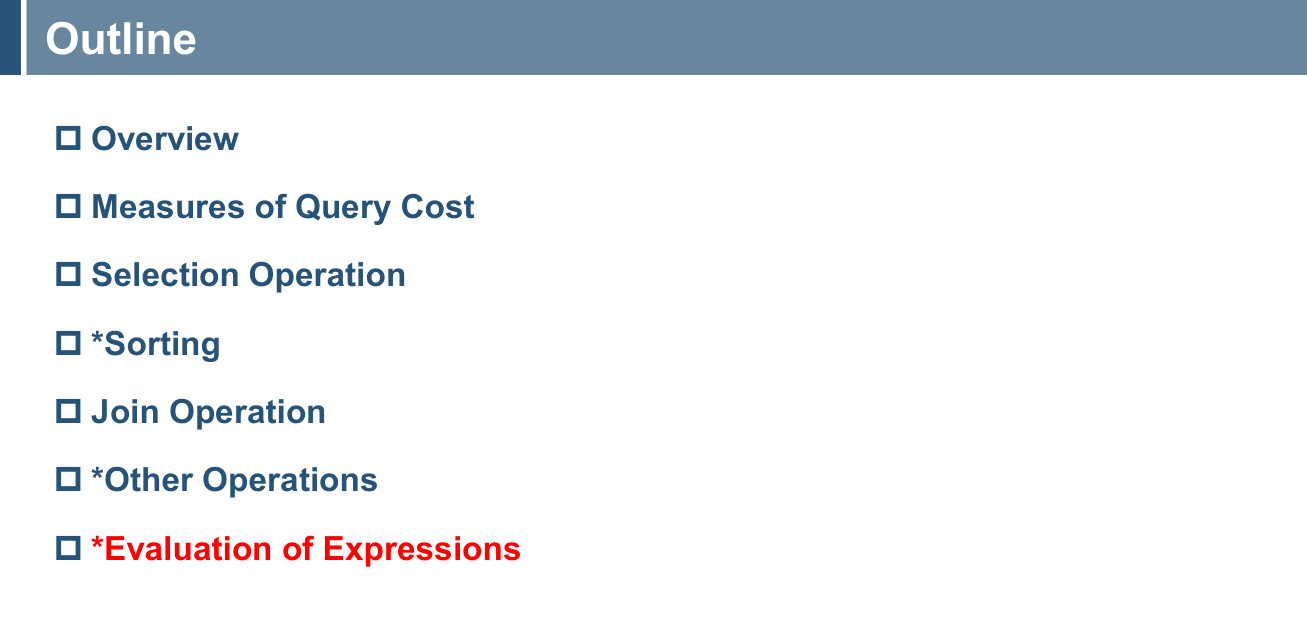 Outline
Overview
Measures of Query Cost
Selection Operation
*Sorting
Join Operation
*Other Operations
*Evaluation of Expressions